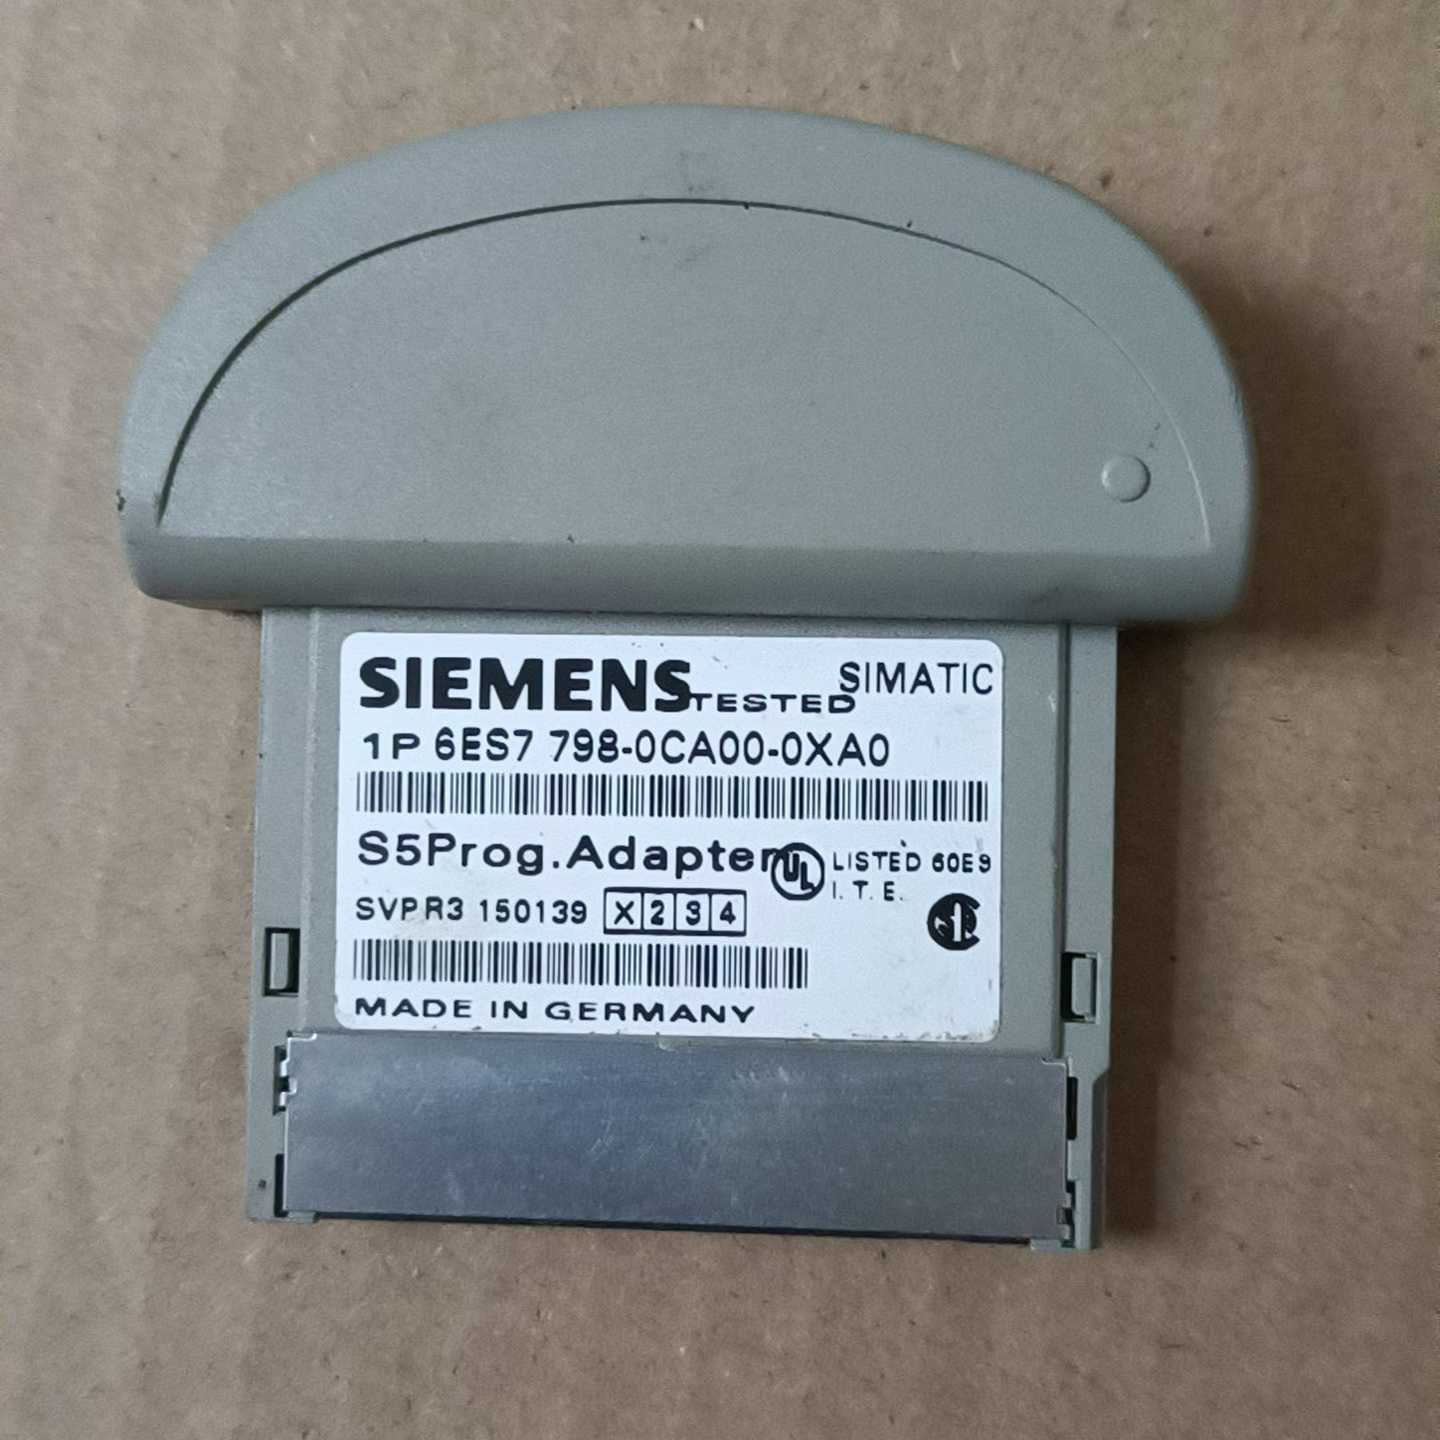 SIEMENS TESTED SIMATIC
1P 6ES7 798-0CA00-0XA0
S5Prog.Adapter UL LISTED 60E9
I.T.E.
SVPR3 150139 X 2 3 4
MADE IN GERMANY